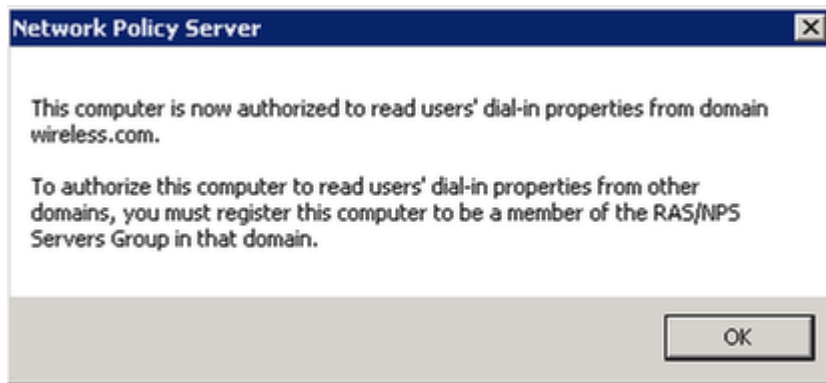 Network Policy Server
This computer is now authorized to read users' dial-in properties from domain
wireless.com.
To authorize this computer to read users' dial-in properties from other
domains, you must register this computer to be a member of the RAS/NPS
Servers Group in that domain.
OK